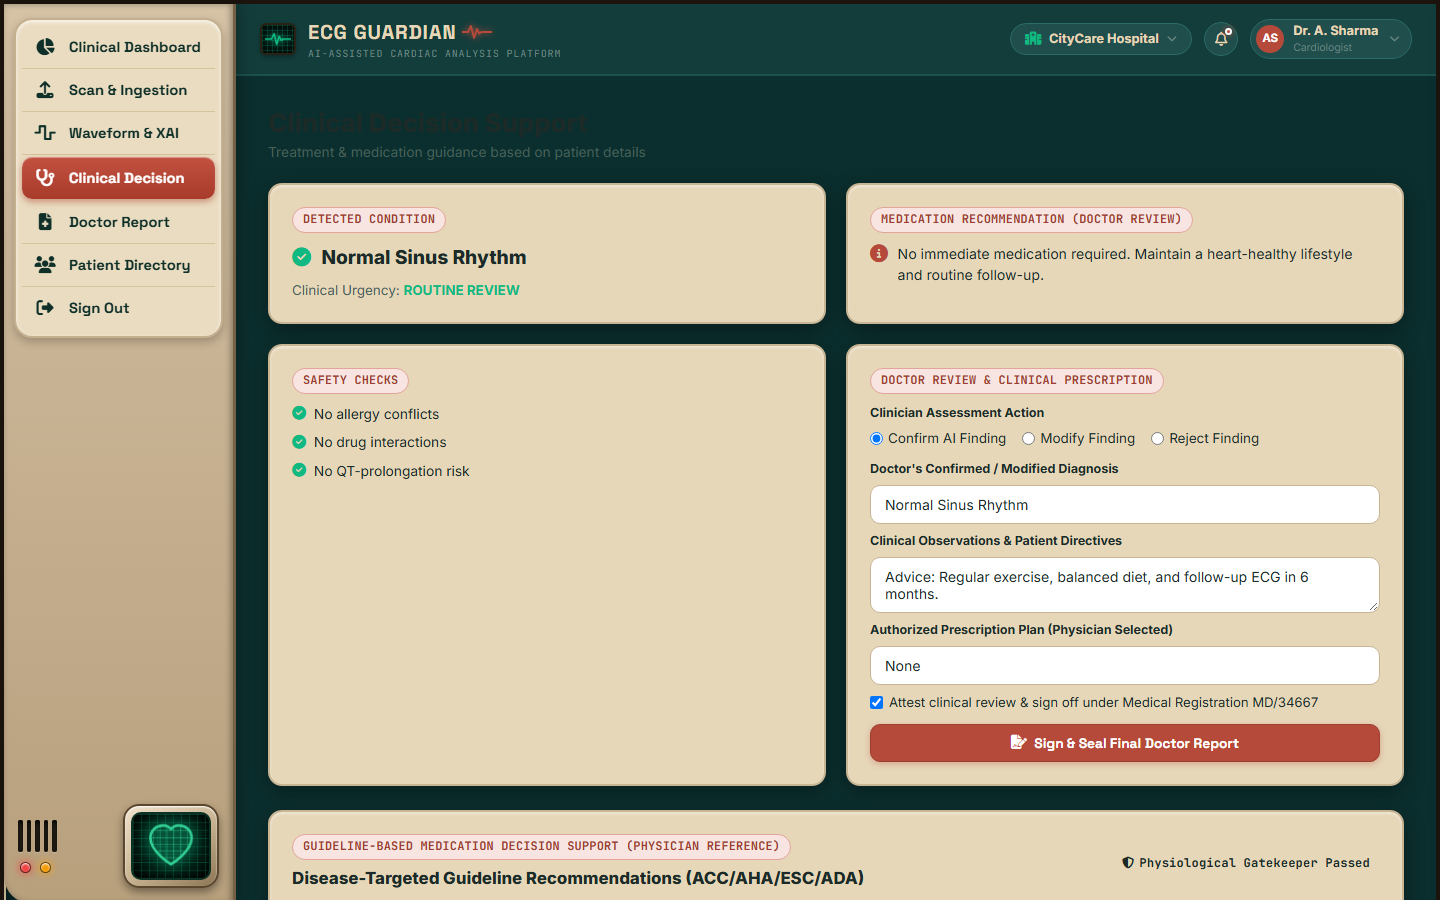 Clinical Dashboard
Scan & Ingestion
Waveform & XAI
Clinical Decision
Doctor Report
Patient Directory
Sign Out
ECG GUARDIAN
AI-ASSISTED CARDIAC ANALYSIS PLATFORM
CityCare Hospital
AS
Dr. A. Sharma
Cardiologist
Clinical Decision Support
Treatment & medication guidance based on patient details
DETECTED CONDITION
Normal Sinus Rhythm
Clinical Urgency: ROUTINE REVIEW
MEDICATION RECOMMENDATION (DOCTOR REVIEW)
No immediate medication required. Maintain a heart-healthy lifestyle
and routine follow-up.
SAFETY CHECKS
No allergy conflicts
No drug interactions
No QT-prolongation risk
DOCTOR REVIEW & CLINICAL PRESCRIPTION
Clinician Assessment Action
Confirm AI Finding Modify Finding Reject Finding
Doctor's Confirmed / Modified Diagnosis
Normal Sinus Rhythm
Clinical Observations & Patient Directives
Advice: Regular exercise, balanced diet, and follow-up ECG in 6
months.
Authorized Prescription Plan (Physician Selected)
None
Attest clinical review & sign off under Medical Registration MD/34667
Sign & Seal Final Doctor Report
GUIDELINE-BASED MEDICATION DECISION SUPPORT (PHYSICIAN REFERENCE)
Disease-Targeted Guideline Recommendations (ACC/AHA/ESC/ADA)
Physiological Gatekeeper Passed